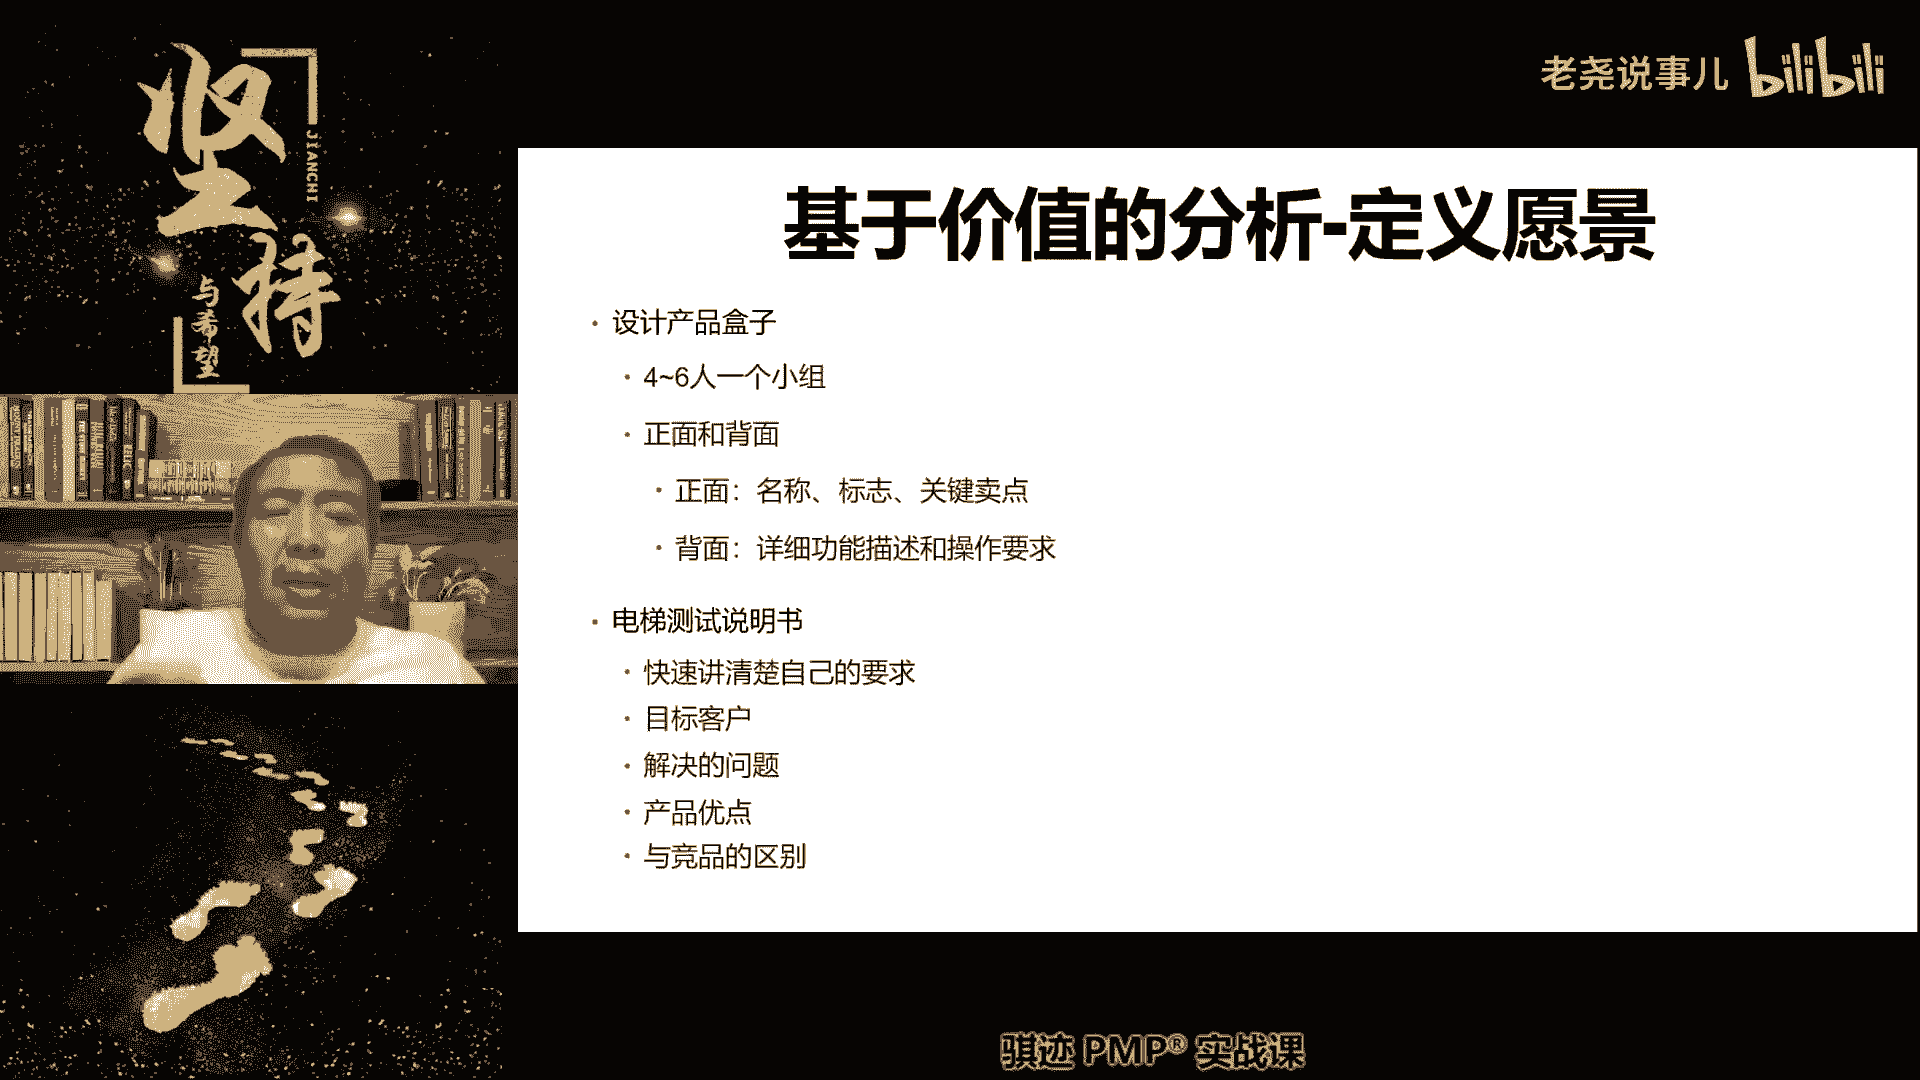 坚持
JIANCHI
与希望
老尧说事儿 bilibili
基于价值的分析-定义愿景
· 设计产品盒子
· 4~6人一个小组
· 正面和背面
· 正面：名称、标志、关键卖点
· 背面：详细功能描述和操作要求
· 电梯测试说明书
· 快速讲清楚自己的要求
· 目标客户
· 解决的问题
· 产品优点
· 与竞品的区别
骐迹 PMP® 实战课